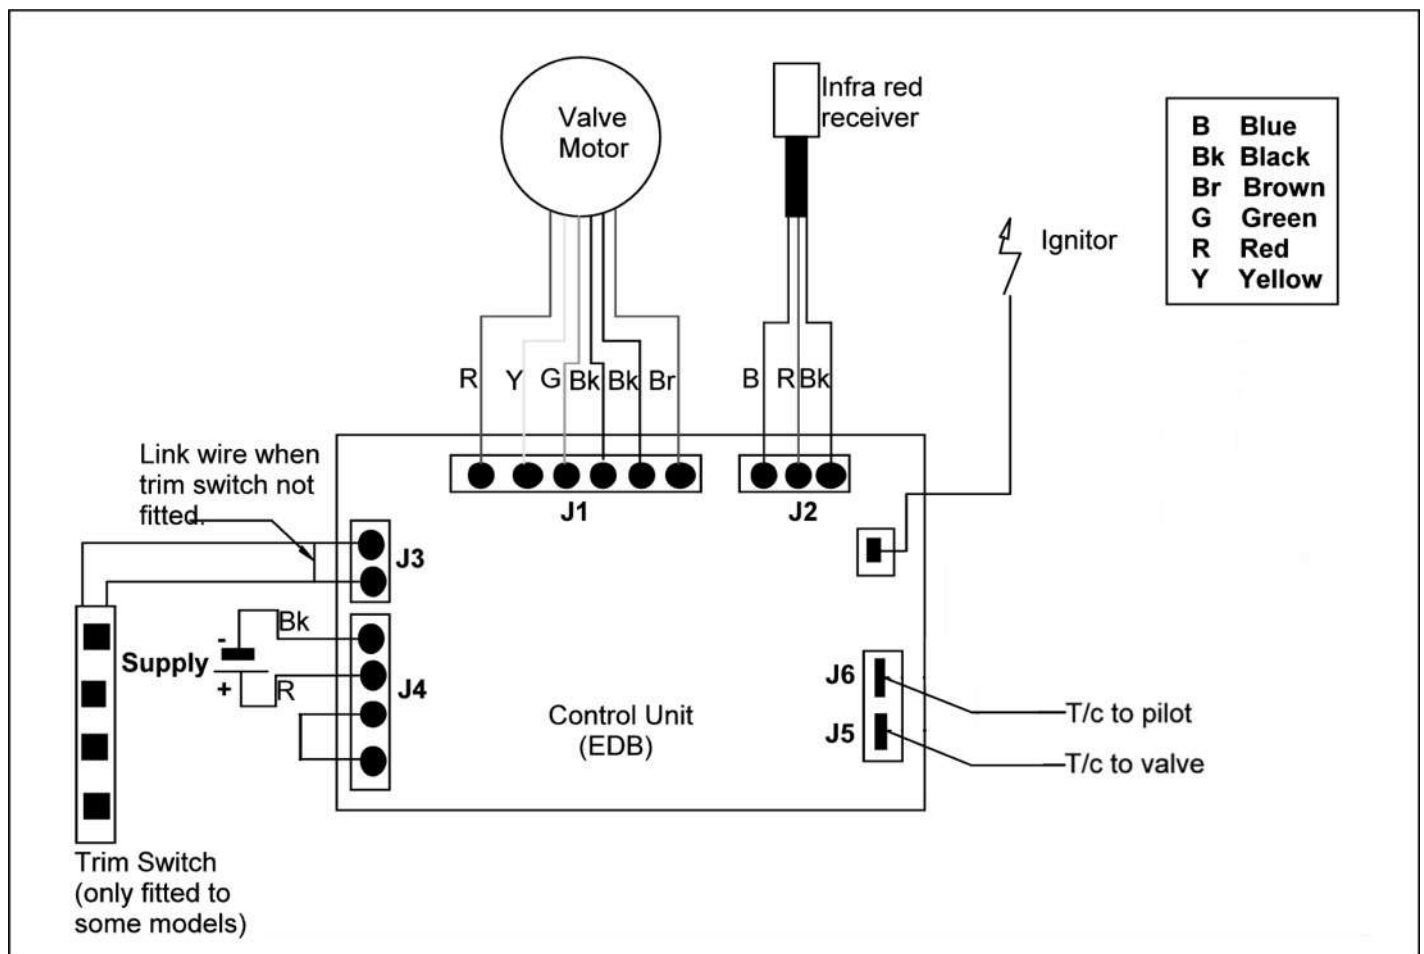 Valve
Motor
Infra red
receiver
B Blue
Bk Black
Br Brown
G Green
R Red
Y Yellow
Ignitor
R Y G Bk Bk Br
B R Bk
Link wire when
trim switch not
fitted.
J1
J2
J3
Bk
-
Supply
+
R
J4
Control Unit
(EDB)
J6
J5
T/c to pilot
T/c to valve
Trim Switch
(only fitted to
some models)